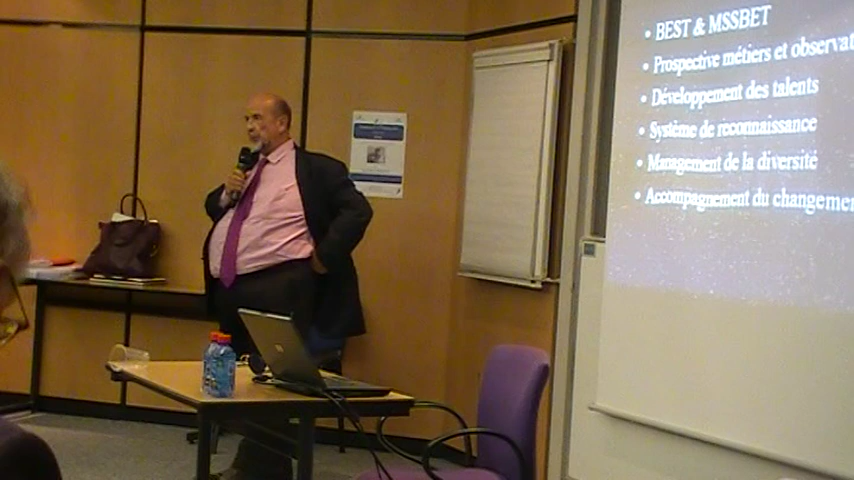 • BEST & MSSBET
• Prospective métiers et observat
• Développement des talents
• Système de reconnaissance
• Management de la diversité
• Accompagnement du changemen